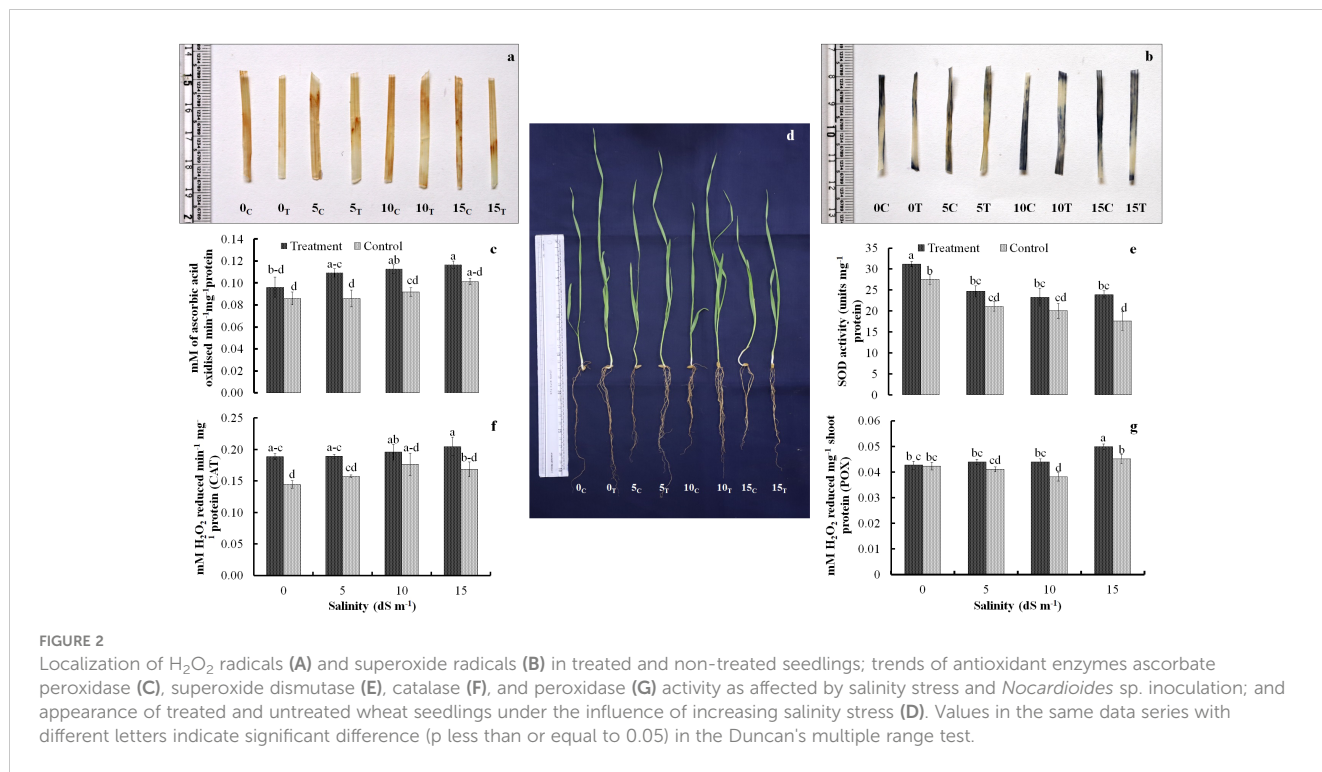 a
0C 0T 5C 5T 10C 10T 15C 15T
b
0C 0T 5C 5T 10C 10T 15C 15T
d
0C 0T 5C 5T 10C 10T 15C 15T
c
Treatment Control
mM of ascorbic acid
oxidised min-1mg-1protein
0.14
0.12
0.10
0.08
0.06
0.04
0.02
0.00
b-d d a-c d ab cd a a-d
e
Treatment Control
SOD activity (units mg-1
protein)
35
30
25
20
15
10
5
0
a b bc cd bc cd bc d
f
mM H2O2 reduced min-1 mg-
1 protein (CAT)
0.25
0.20
0.15
0.10
0.05
0.00
a-c d a-c cd ab a-d a b-d
0 5 10 15
Salinity (dS m-1)
g
mM H2O2 reduced mg-1 shoot
protein (POX)
0.06
0.05
0.04
0.03
0.02
0.01
0
b c bc bc cd bc d a b
0 5 10 15
Salinity (dS m-1)
FIGURE 2
Localization of H2O2 radicals (A) and superoxide radicals (B) in treated and non-treated seedlings; trends of antioxidant enzymes ascorbate
peroxidase (C), superoxide dismutase (E), catalase (F), and peroxidase (G) activity as affected by salinity stress and Nocardioides sp. inoculation; and
appearance of treated and untreated wheat seedlings under the influence of increasing salinity stress (D). Values in the same data series with
different letters indicate significant difference (p less than or equal to 0.05) in the Duncan's multiple range test.